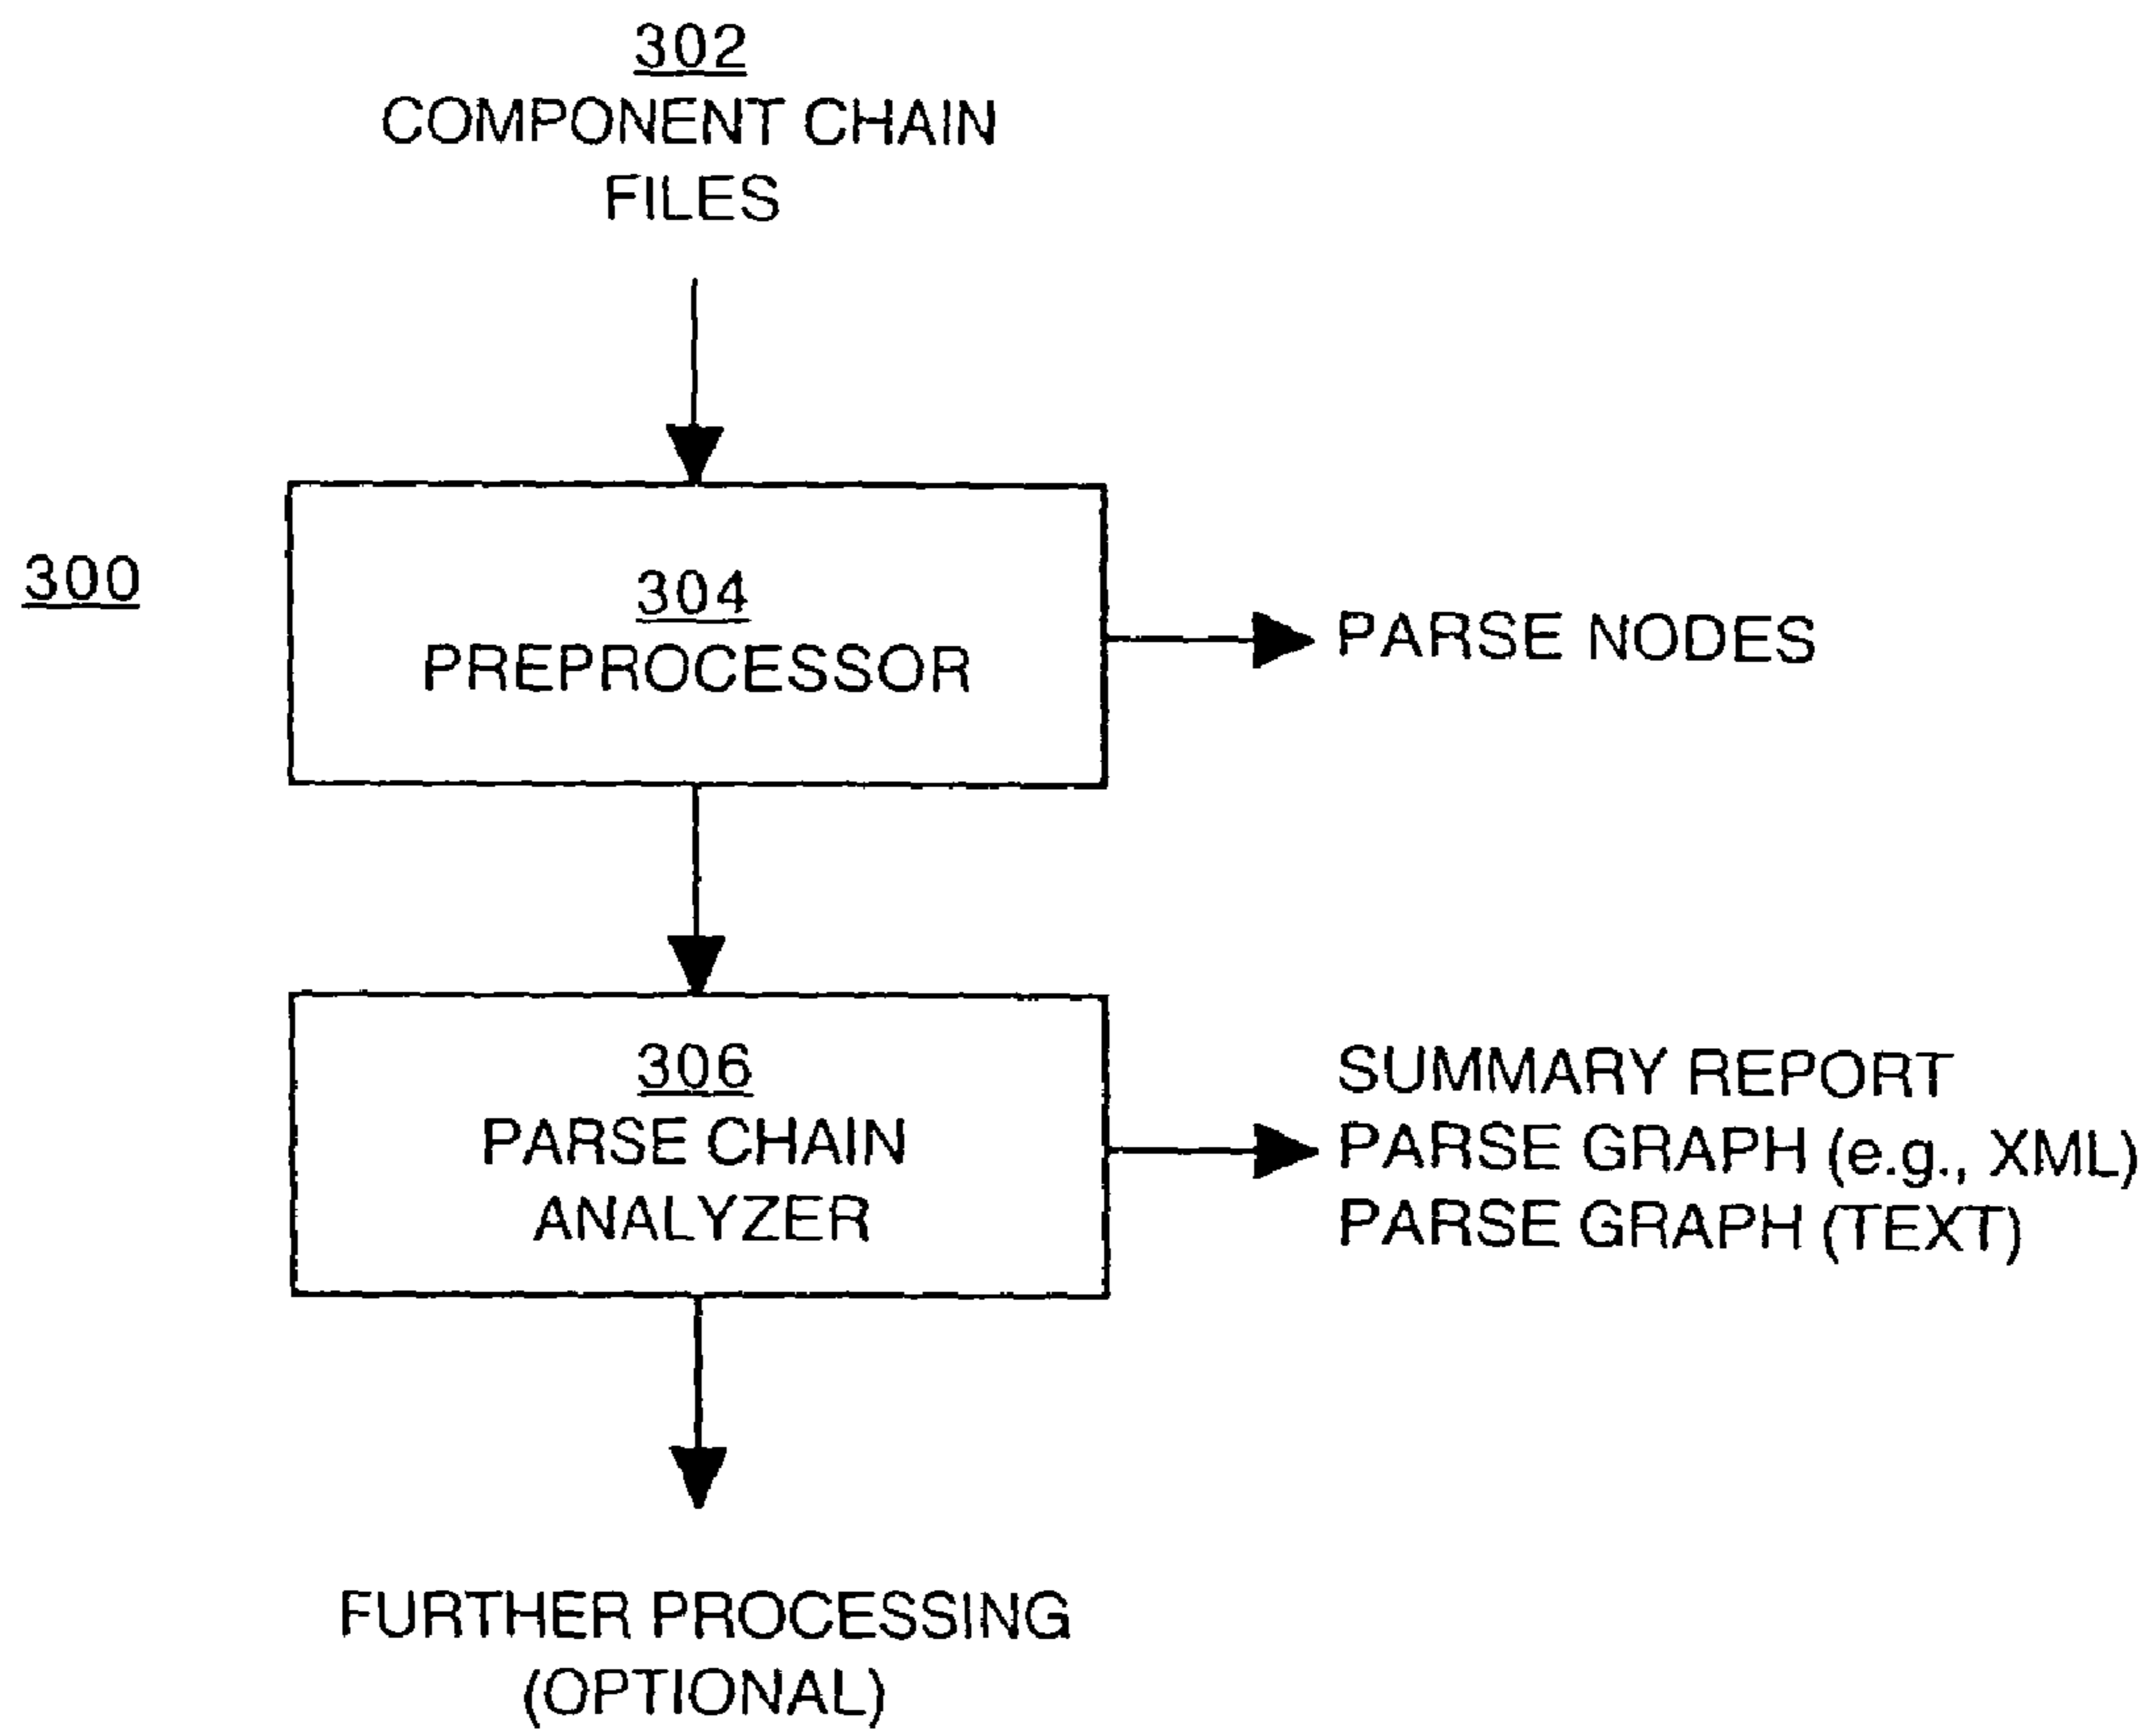 302
COMPONENT CHAIN
FILES
300
304
PREPROCESSOR
PARSE NODES
306
PARSE CHAIN
ANALYZER
SUMMARY REPORT
PARSE GRAPH (e.g., XML)
PARSE GRAPH (TEXT)
FURTHER PROCESSING
(OPTIONAL)